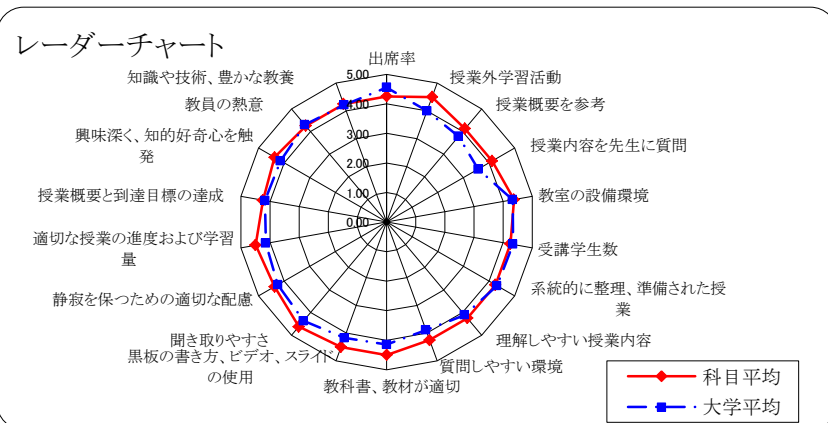 レーダーチャート
出席率
授業外学習活動
授業概要を参考
授業内容を先生に質問
教室の設備環境
受講学生数
系統的に整理、準備された授
業
理解しやすい授業内容
質問しやすい環境
教科書、教材が適切
黒板の書き方、ビデオ、スライド
の使用
聞き取りやすさ
静寂を保つための適切な配慮
適切な授業の進度および学習
量
授業概要と到達目標の達成
興味深く、知的好奇心を触
発
教員の熱意
知識や技術、豊かな教養
5.00
4.00
3.00
2.00
1.00
0.00
科目平均
大学平均